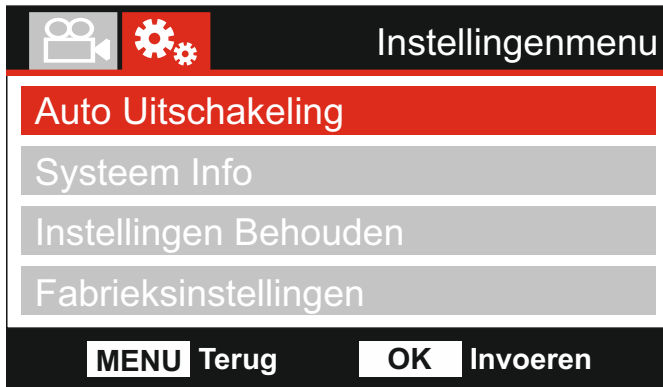 Instellingenmenu
Auto Uitschakeling
Systeem Info
Instellingen Behouden
Fabrieksinstellingen
MENU Terug OK Invoeren